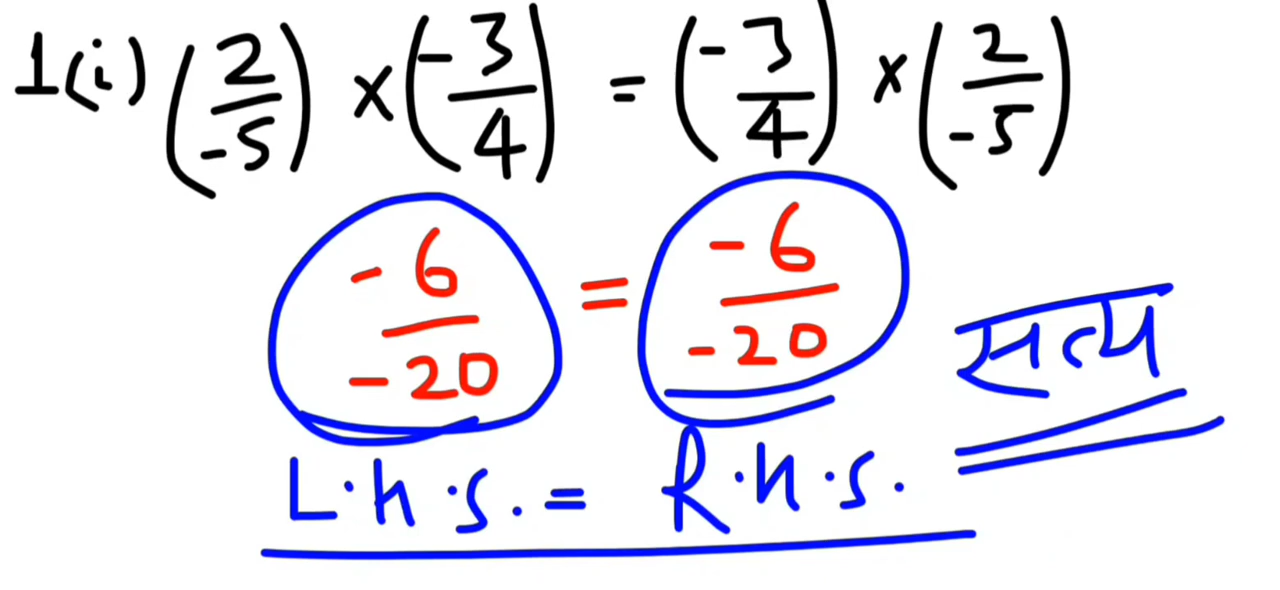 1(i) (2/-5) × (-3/4) = (-3/4) × (2/-5)
-6/-20 = -6/-20
सत्य
L.h.s. = R.h.s.